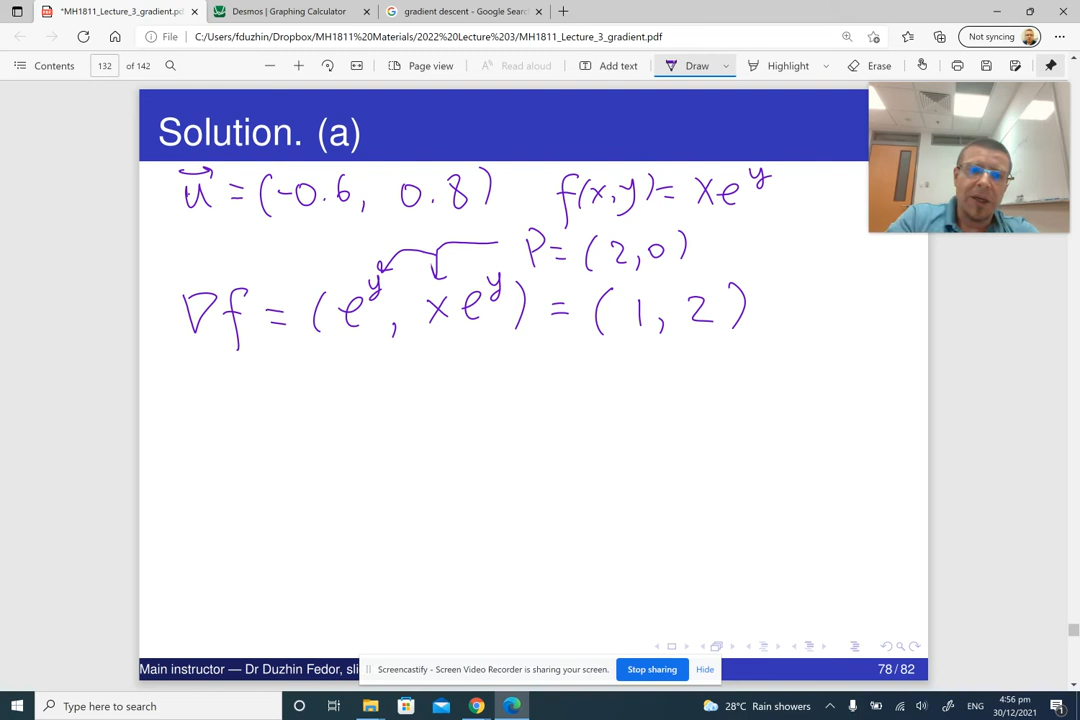 *MH1811_Lecture_3_gradient.pdf
Desmos | Graphing Calculator
gradient descent - Google Searc
File
C:/Users/fduzhin/Dropbox/MH1811%20Materials/2022%20Lecture%203/MH1811_Lecture_3_gradient.pdf
Not syncing
Contents
132 of 142
Page view
Read aloud
Add text
Draw
Highlight
Erase
Solution. (a)
u = (-0.6, 0.8) f(x,y) = xe^y
P = (2,0)
∇f = (e^y, xe^y) = (1, 2)
Main instructor — Dr Duzhin Fedor, sli
78 / 82
Screencastify - Screen Video Recorder is sharing your screen.
Stop sharing
Hide
Type here to search
28°C Rain showers
ENG
4:56 pm
30/12/2021